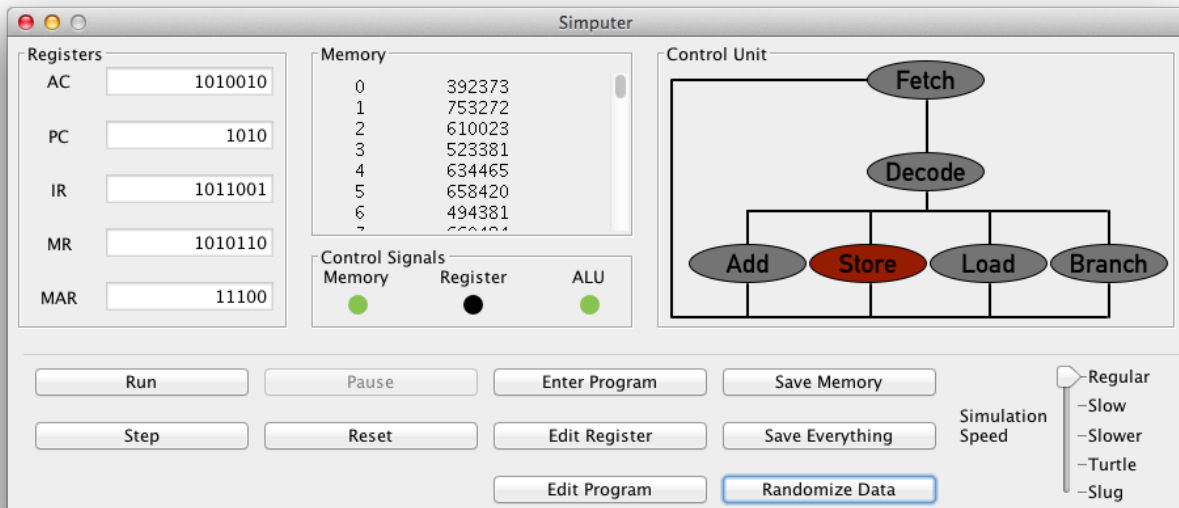 Simputer
Registers
AC 1010010
PC 1010
IR 1011001
MR 1010110
MAR 11100
Memory
0 392373
1 753272
2 610023
3 523381
4 634465
5 658420
6 494381
Control Signals
Memory Register ALU
Control Unit
Fetch
Decode
Add Store Load Branch
Run Pause Enter Program Save Memory
Step Reset Edit Register Save Everything
Edit Program Randomize Data
Simulation
Speed
Regular
Slow
Slower
Turtle
Slug